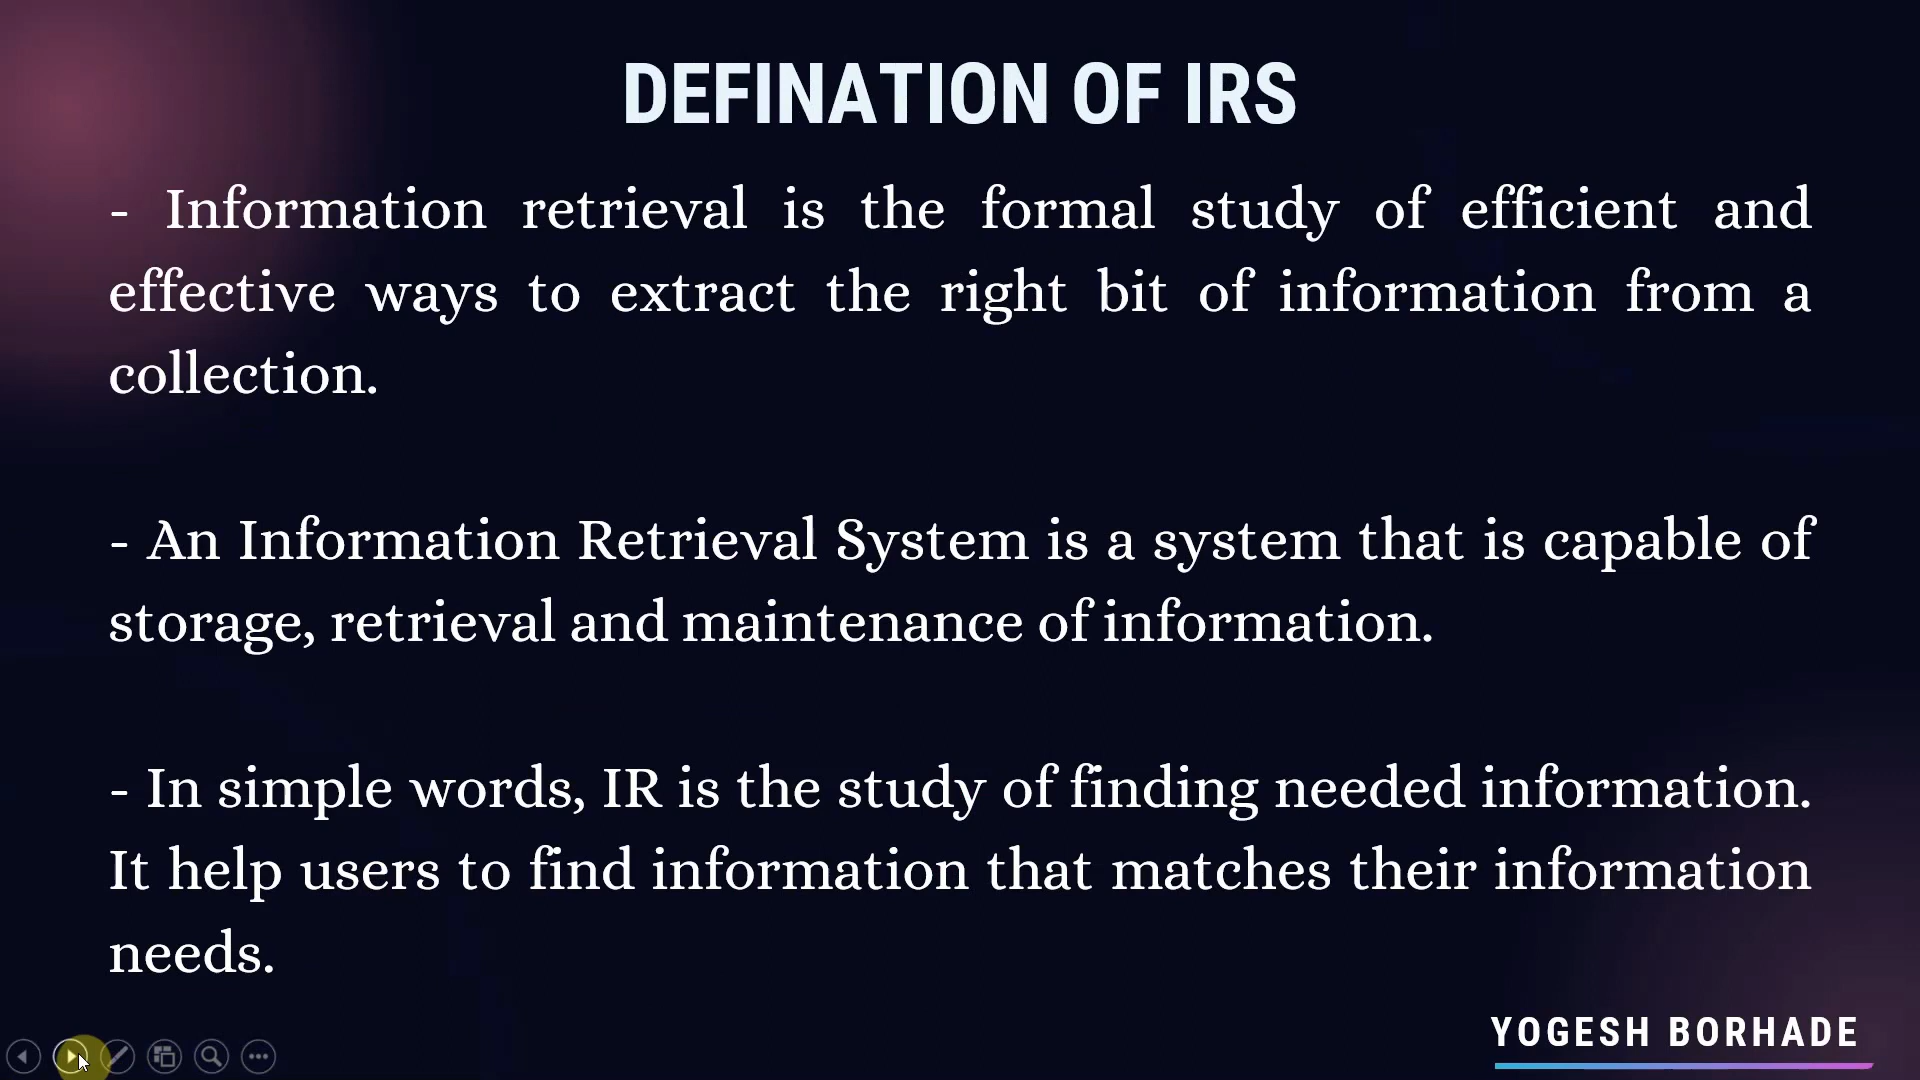 DEFINATION OF IRS
- Information retrieval is the formal study of efficient and
effective ways to extract the right bit of information from a
collection.
- An Information Retrieval System is a system that is capable of
storage, retrieval and maintenance of information.
- In simple words, IR is the study of finding needed information.
It help users to find information that matches their information
needs.
YOGESH BORHADE